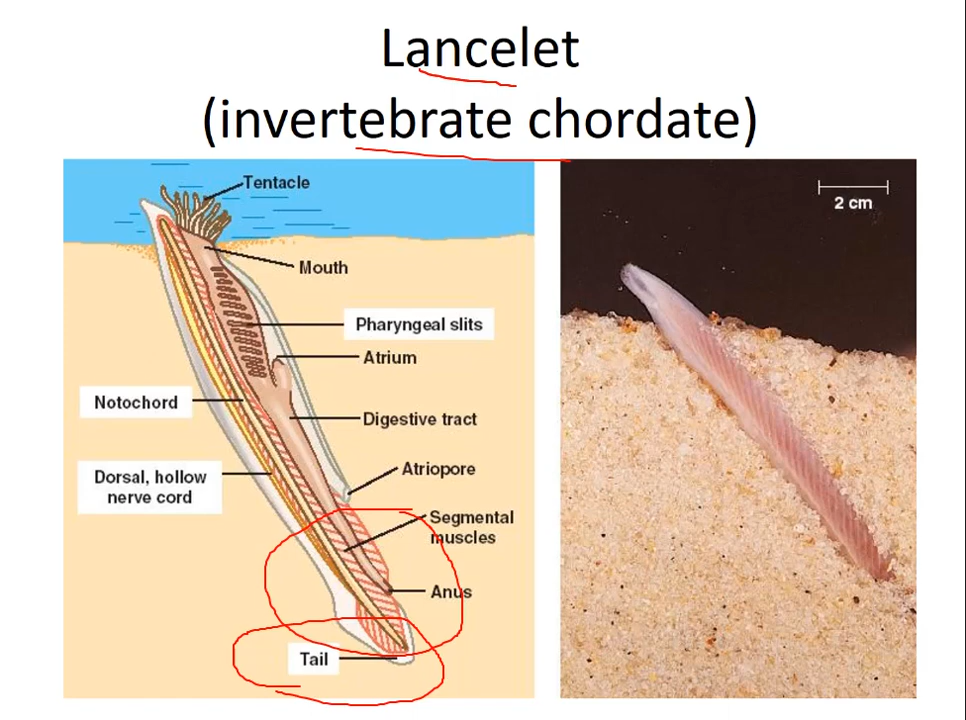 Lancelet
(invertebrate chordate)
Tentacle
Mouth
Pharyngeal slits
Atrium
Notochord
Digestive tract
Dorsal, hollow
nerve cord
Atriopore
Segmental
muscles
Anus
Tail
2 cm